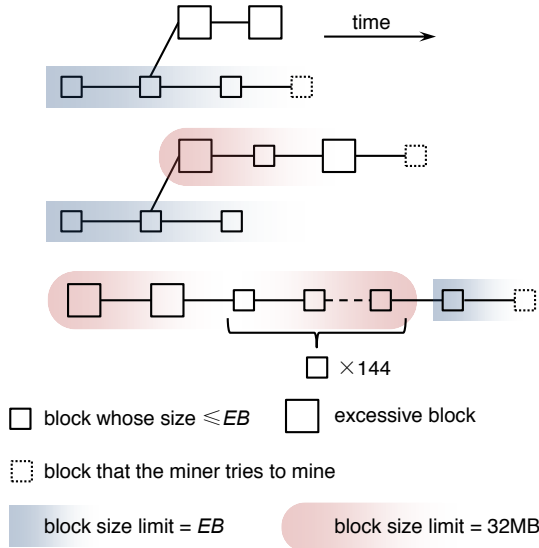 time
×144
block whose size ≤EB
excessive block
block that the miner tries to mine
block size limit = EB
block size limit = 32MB